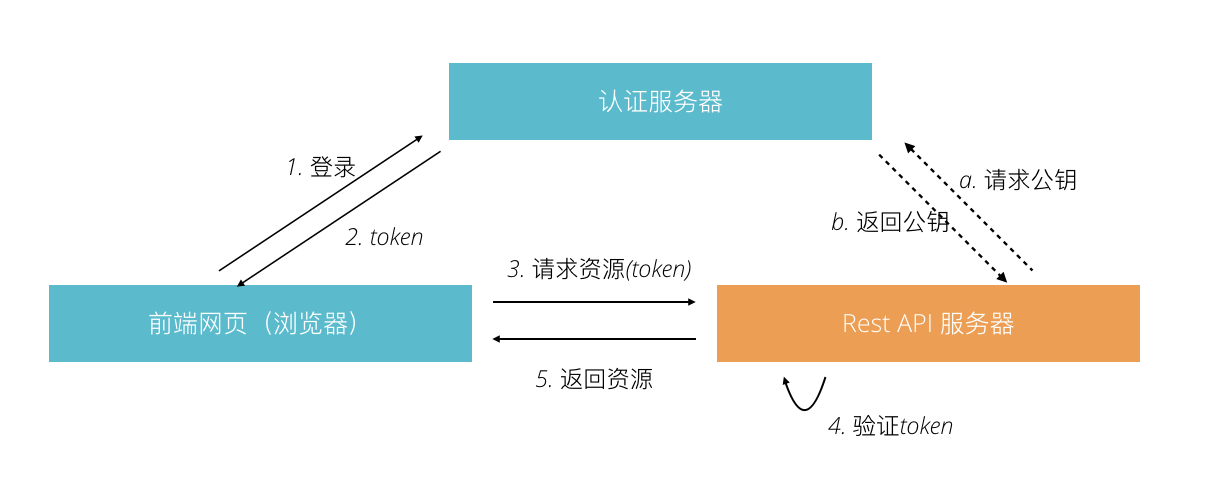 认证服务器
1. 登录
a. 请求公钥
b. 返回公钥
2. token
3. 请求资源(token)
前端网页（浏览器）
Rest API 服务器
5. 返回资源
4. 验证token